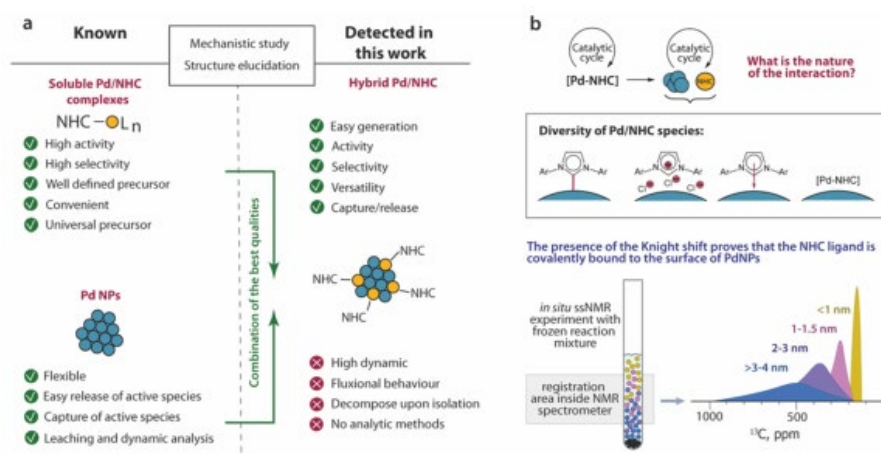 a
Known
Mechanistic study
Structure elucidation
Detected in
this work
Soluble Pd/NHC
complexes
NHC
Ln
High activity
High selectivity
Well defined precursor
Convenient
Universal precursor
Pd NPs
Flexible
Easy release of active species
Capture of active species
Leaching and dynamic analysis
Combination of the best qualities
Hybrid Pd/NHC
Easy generation
Activity
Selectivity
Versatility
Capture/release
NHC
NHC
NHC
NHC
High dynamic
Fluxional behaviour
Decompose upon isolation
No analytic methods
b
Catalytic
cycle
Catalytic
cycle
[Pd-NHC]
NHC
What is the nature
of the interaction?
Diversity of Pd/NHC species:
Ar N N Ar
Ar N N Ar
Ar N N Ar
Cl Cl Cl
[Pd-NHC]
The presence of the Knight shift proves that the NHC ligand is
covalently bound to the surface of PdNPs
in situ ssNMR
experiment with
frozen reaction
mixture
registration
area inside NMR
spectrometer
<1 nm
1-1.5 nm
2-3 nm
>3-4 nm
1000 500
¹³C, ppm